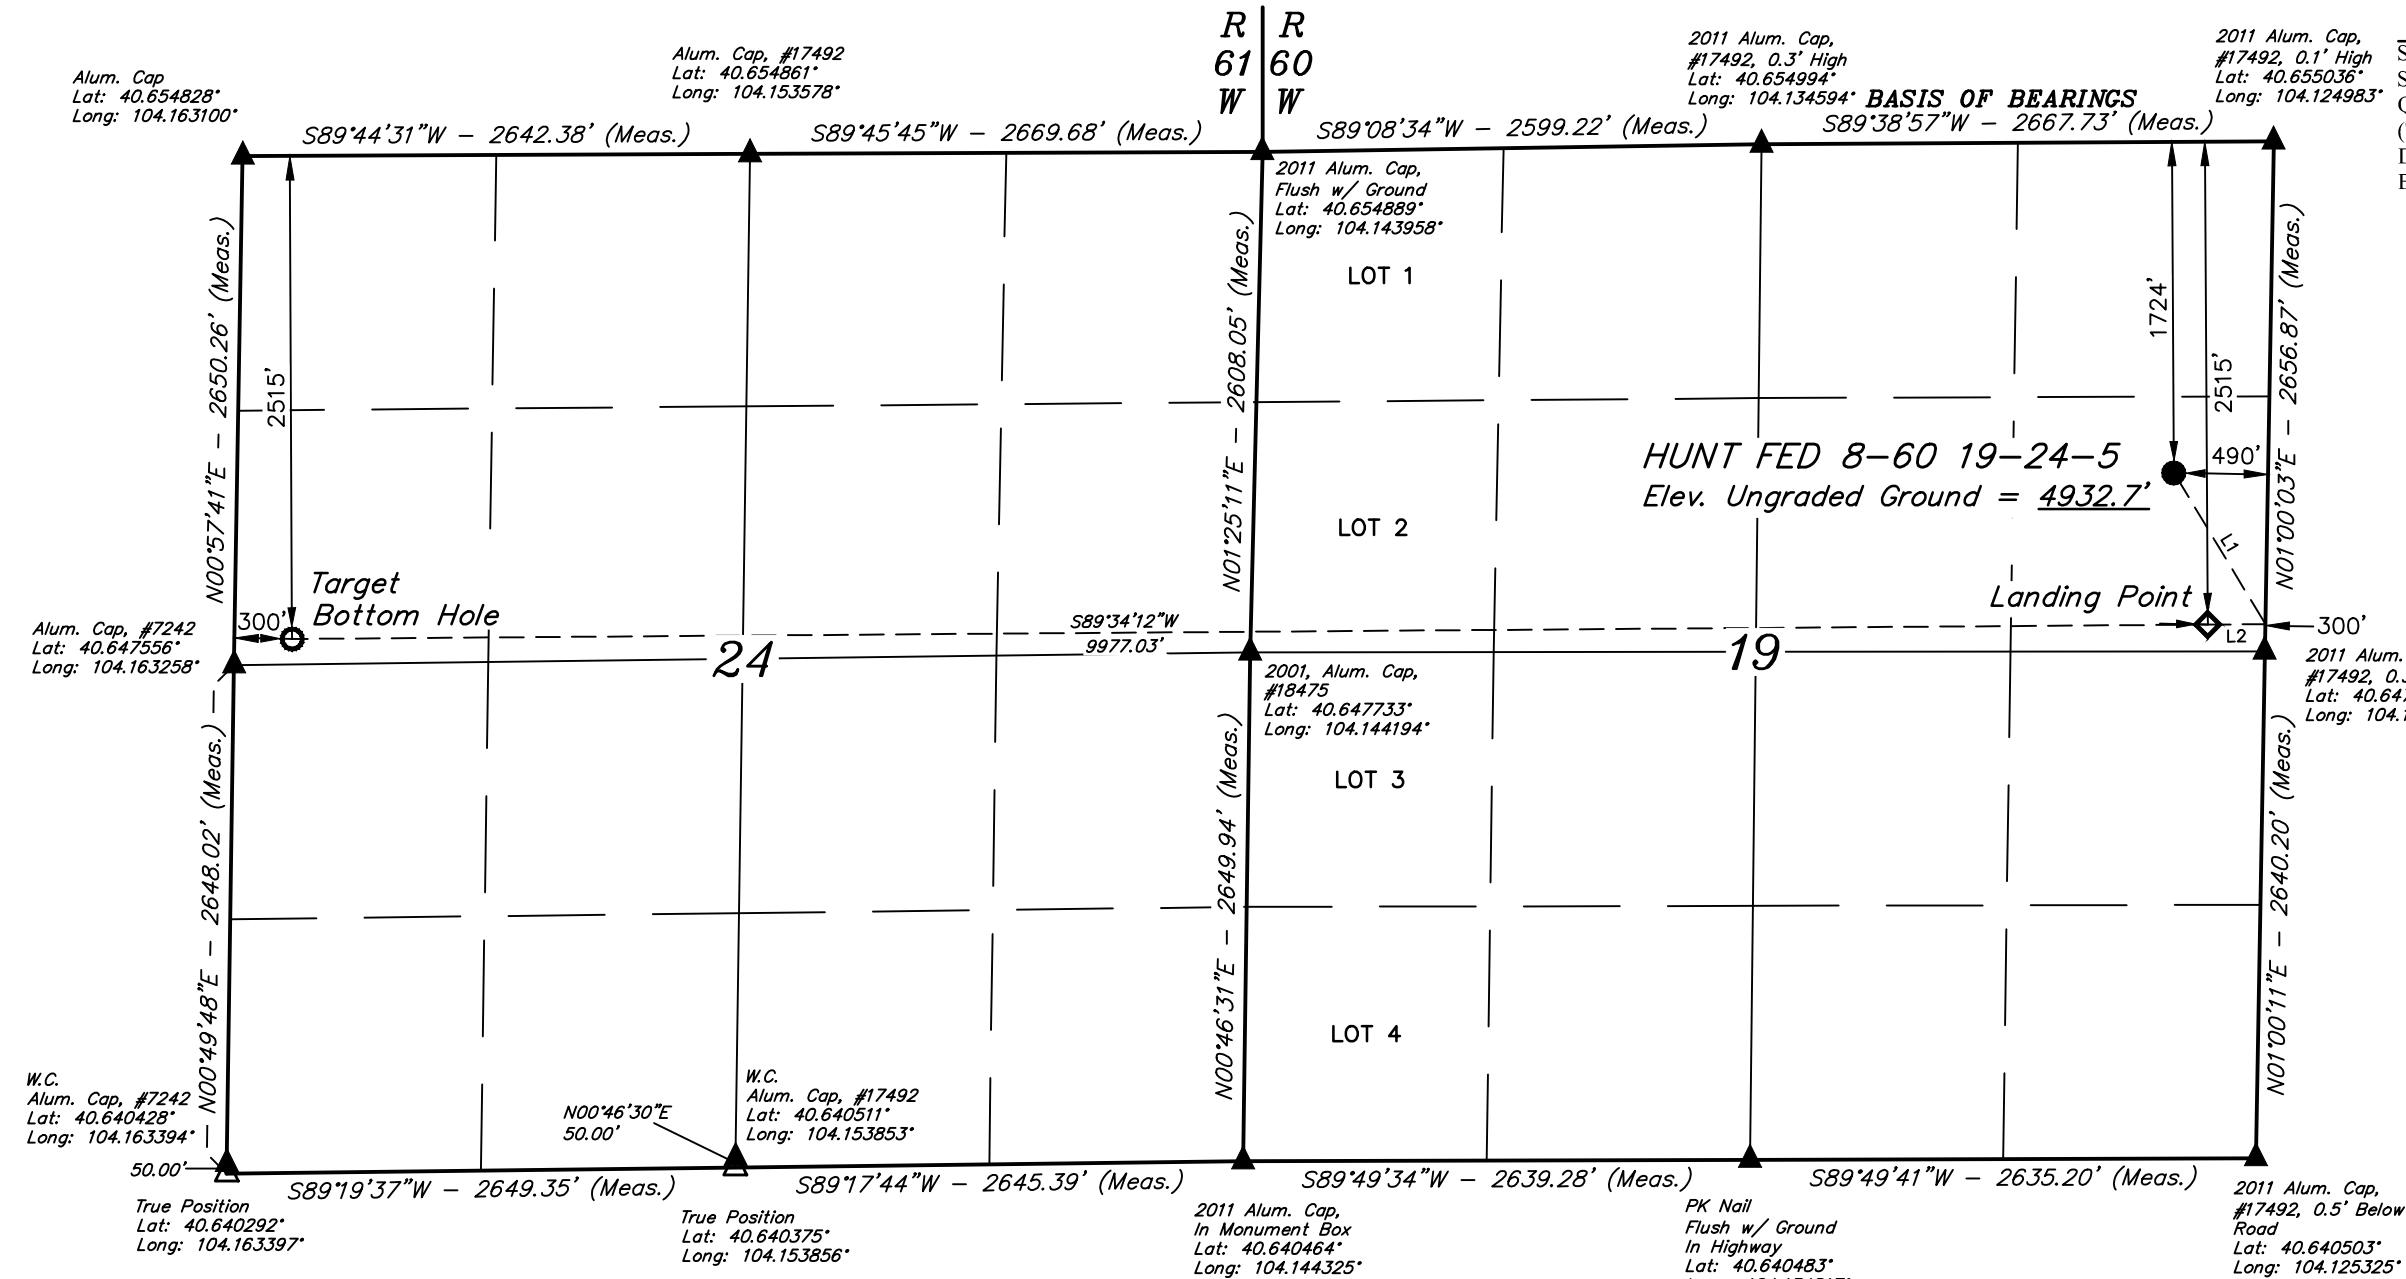 R R
61 60
W W
Alum. Cap
Lat: 40.654828°
Long: 104.163100°
Alum. Cap, #17492
Lat: 40.654861°
Long: 104.153578°
2011 Alum. Cap,
#17492, 0.3' High
Lat: 40.654994°
Long: 104.134594°
BASIS OF BEARINGS
2011 Alum. Cap,
#17492, 0.1' High
Lat: 40.655036°
Long: 104.124983°
S89°44'31"W - 2642.38' (Meas.)
S89°45'45"W - 2669.68' (Meas.)
S89°08'34"W - 2599.22' (Meas.)
S89°38'57"W - 2667.73' (Meas.)
2011 Alum. Cap,
Flush w/ Ground
Lat: 40.654889°
Long: 104.143958°
N00°57'41"E - 2650.26' (Meas.)
2515'
N01°25'11"E - 2608.05' (Meas.)
LOT 1
1724'
2515'
N01°00'03"E - 2656.87' (Meas.)
HUNT FED 8-60 19-24-5
Elev. Ungraded Ground = 4932.7'
490'
LOT 2
L1
Target
Bottom Hole
300'
Landing Point
L2
300'
S89°34'12"W
9977.03'
24
19
Alum. Cap, #7242
Lat: 40.647556°
Long: 104.163258°
2001, Alum. Cap,
#18475
Lat: 40.647733°
Long: 104.144194°
2011 Alum.
#17492, 0.
Lat: 40.64
Long: 104.1
N00°49'48"E - 2648.02' (Meas.)
N00°46'31"E - 2649.94' (Meas.)
LOT 3
N01°00'11"E - 2640.20' (Meas.)
LOT 4
W.C.
Alum. Cap, #7242
Lat: 40.640428°
Long: 104.163394°
50.00'
N00°46'30"E
50.00'
W.C.
Alum. Cap, #17492
Lat: 40.640511°
Long: 104.153853°
S89°19'37"W - 2649.35' (Meas.)
S89°17'44"W - 2645.39' (Meas.)
S89°49'34"W - 2639.28' (Meas.)
S89°49'41"W - 2635.20' (Meas.)
True Position
Lat: 40.640292°
Long: 104.163397°
True Position
Lat: 40.640375°
Long: 104.153856°
2011 Alum. Cap,
In Monument Box
Lat: 40.640464°
Long: 104.144325°
PK Nail
Flush w/ Ground
In Highway
Lat: 40.640483°
2011 Alum. Cap,
#17492, 0.5' Below
Road
Lat: 40.640503°
Long: 104.125325°